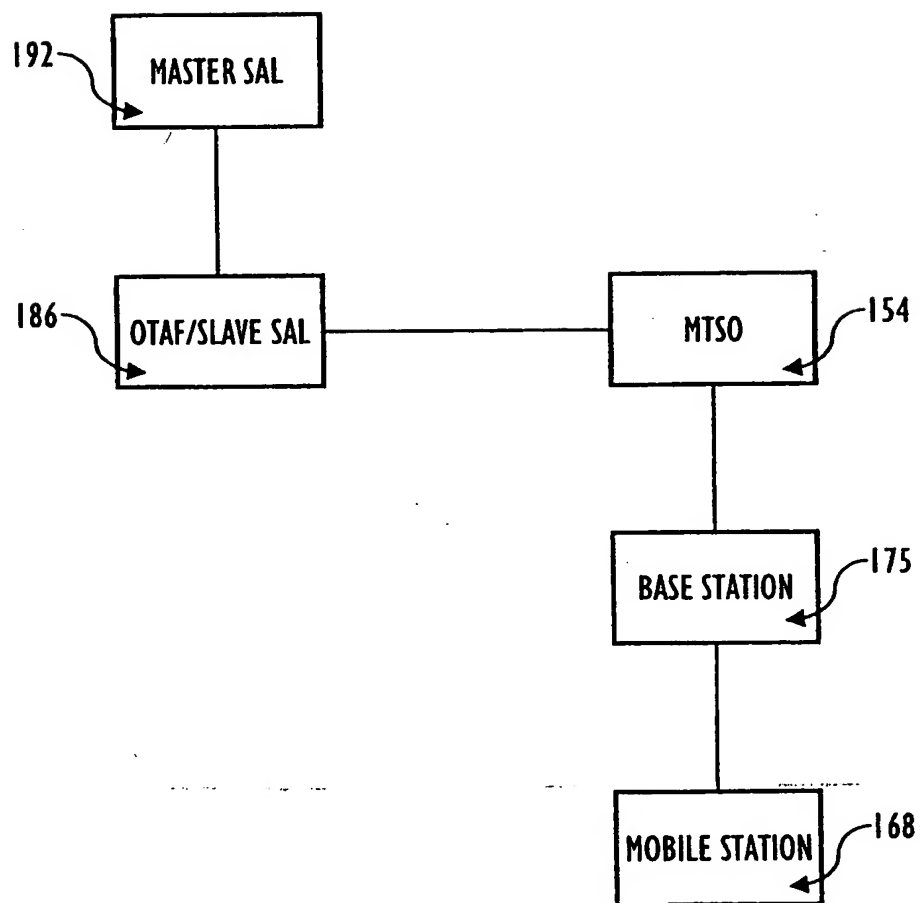 192
MASTER SAL
186
OTAF/SLAVE SAL
MTSO
154
BASE STATION
175
MOBILE STATION
168